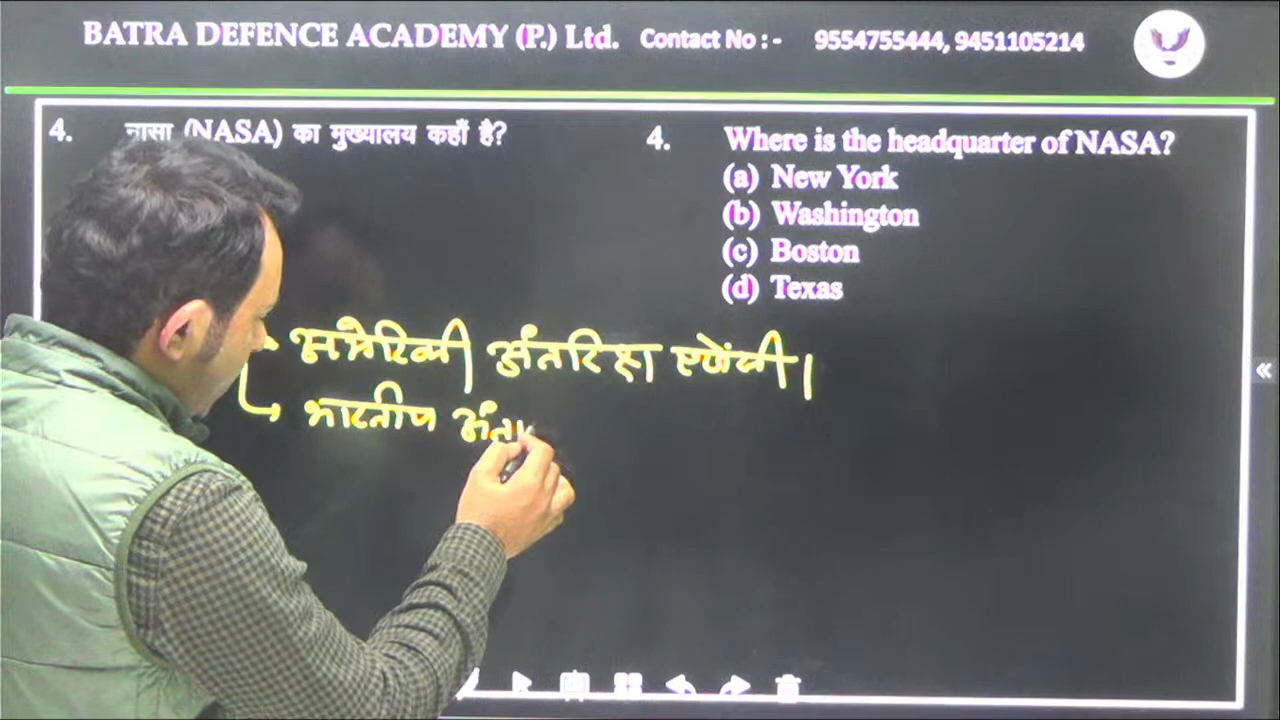 BATRA DEFENCE ACADEMY (P.) Ltd. Contact No : - 9554755444, 9451105214
4. नासा (NASA) का मुख्यालय कहाँ है?
4. Where is the headquarter of NASA?
(a) New York
(b) Washington
(c) Boston
(d) Texas
अमेरिकी अंतरिक्ष एजेंसी।
भारतीय अंत